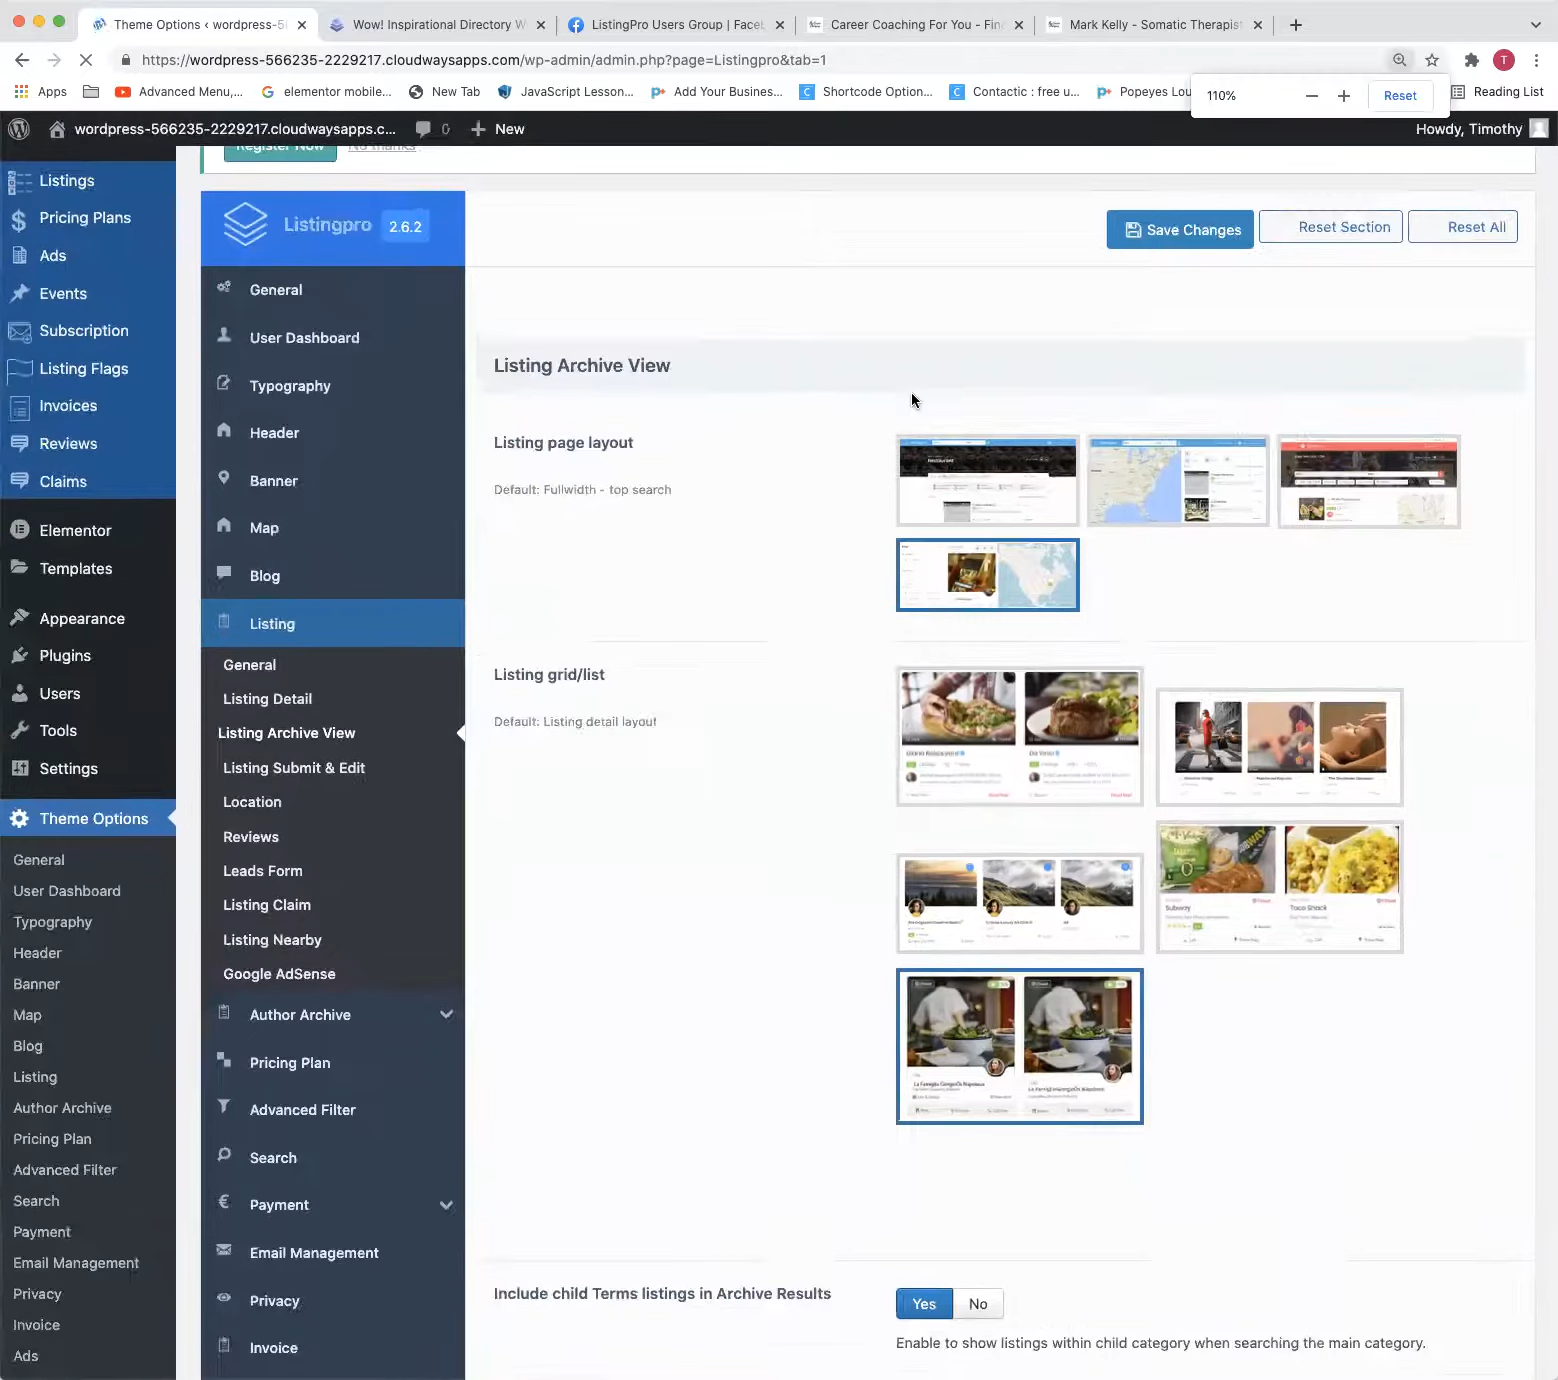 Theme Options ‹ wordpress-5
Wow! Inspirational Directory W
ListingPro Users Group | Face
Career Coaching For You - Fin
Mark Kelly - Somatic Therapist
https://wordpress-566235-2229217.cloudwaysapps.com/wp-admin/admin.php?page=Listingpro&tab=1
T
Apps
Advanced Menu,...
elementor mobile...
New Tab
JavaScript Lesson...
Add Your Business...
Shortcode Option...
Contactic : free u...
Popeyes Lou
110%
Reset
Reading List
wordpress-566235-2229217.cloudwaysapps.c...
0
New
Howdy, Timothy
Register Now
No thanks
Listings
Pricing Plans
Ads
Events
Subscription
Listing Flags
Invoices
Reviews
Claims
Elementor
Templates
Appearance
Plugins
Users
Tools
Settings
Theme Options
General
User Dashboard
Typography
Header
Banner
Map
Blog
Listing
Author Archive
Pricing Plan
Advanced Filter
Search
Payment
Email Management
Privacy
Invoice
Ads
Listingpro
2.6.2
General
User Dashboard
Typography
Header
Banner
Map
Blog
Listing
General
Listing Detail
Listing Archive View
Listing Submit & Edit
Location
Reviews
Leads Form
Listing Claim
Listing Nearby
Google AdSense
Author Archive
Pricing Plan
Advanced Filter
Search
Payment
Email Management
Privacy
Invoice
Save Changes
Reset Section
Reset All
Listing Archive View
Listing page layout
Default: Fullwidth - top search
Listing grid/list
Default: Listing detail layout
Subway
Taco Shack
Include child Terms listings in Archive Results
Yes
No
Enable to show listings within child category when searching the main category.